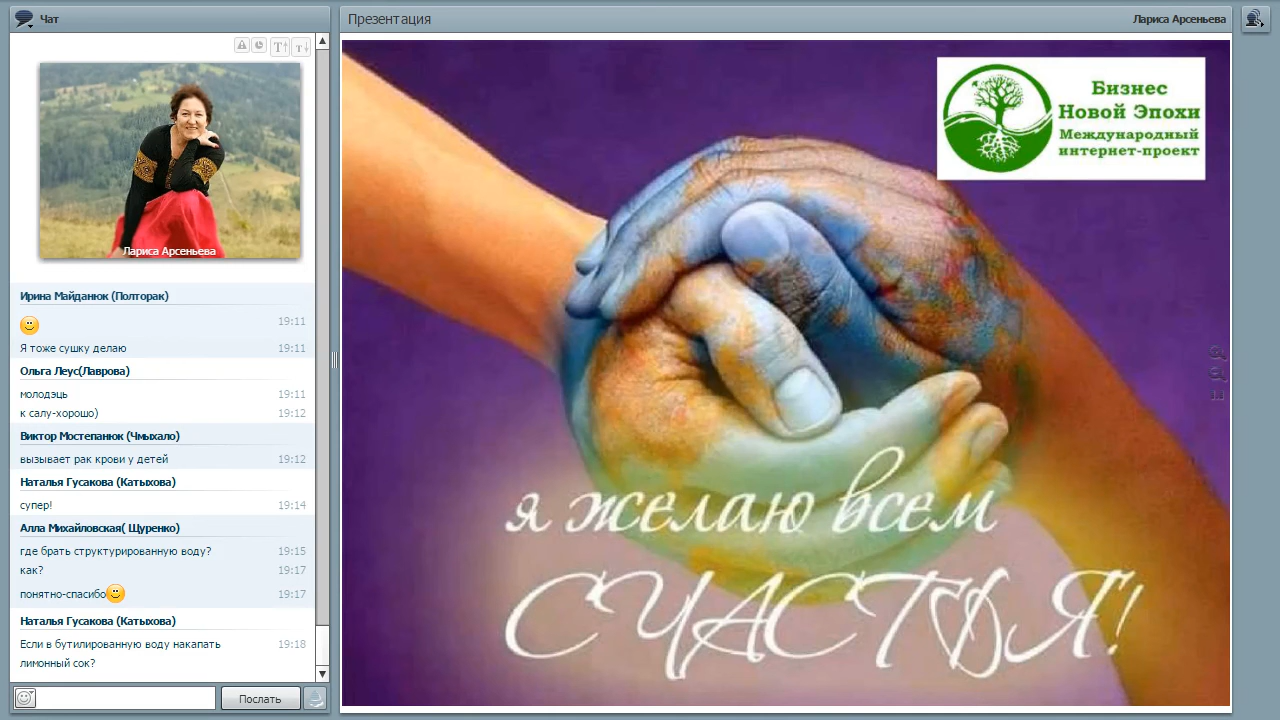 Чат
Лариса Арсеньева
Ирина Майданюк (Полторак)
19:11
Я тоже сушку делаю 19:11
Ольга Леус(Лаврова)
молодэць 19:11
к салу-хорошо) 19:12
Виктор Мостепанюк (Чмыхало)
вызывает рак крови у детей 19:12
Наталья Гусакова (Катыхова)
супер! 19:14
Алла Михайловская( Щуренко)
где брать структурированную воду? 19:15
как? 19:17
понятно-спасибо 19:17
Наталья Гусакова (Катыхова)
Если в бутилированную воду накапать 19:18
лимонный сок?
Послать
Презентация
Лариса Арсеньева
Бизнес
Новой Эпохи
Международный
интернет-проект
я желаю всем
СЧАСТЬЯ!